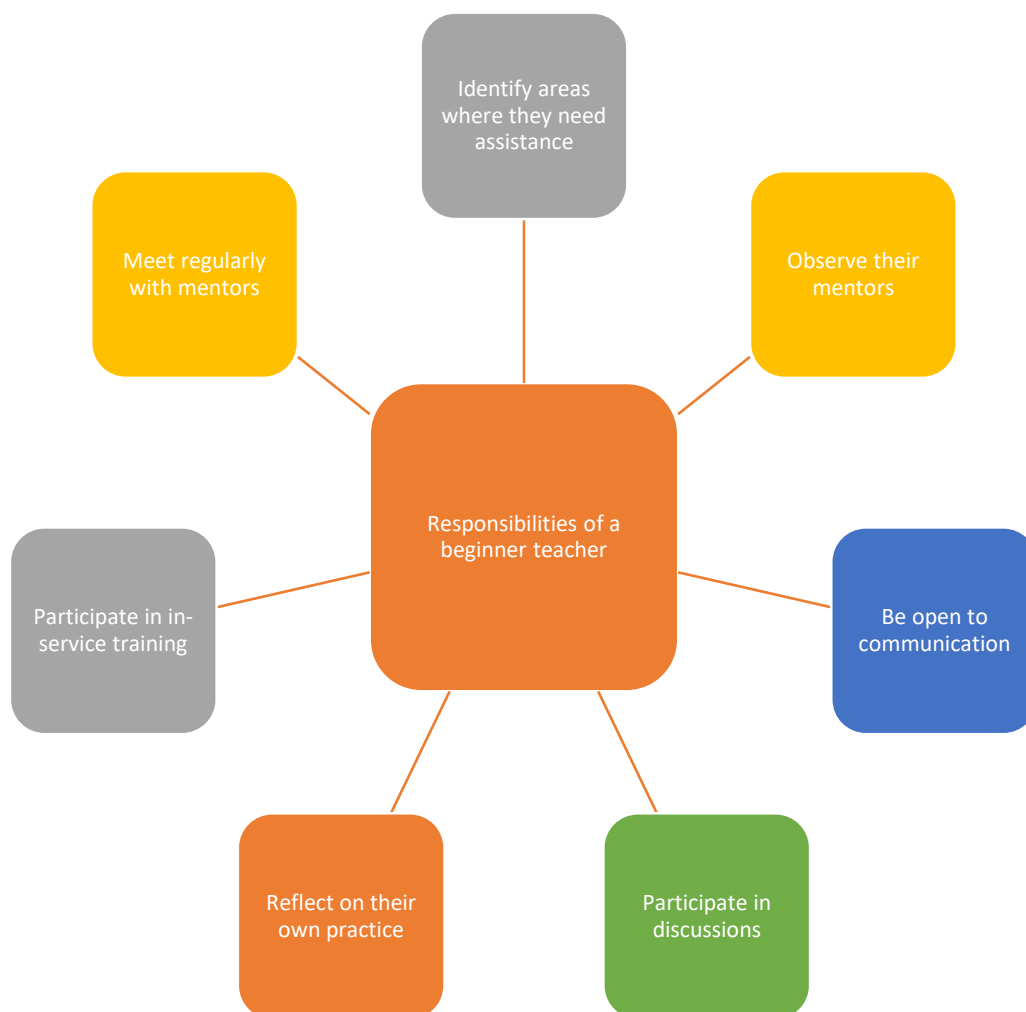 Identify areas
where they need
assistance
Meet regularly
with mentors
Observe their
mentors
Responsibilities of a
beginner teacher
Participate in in-
service training
Be open to
communication
Reflect on their
own practice
Participate in
discussions